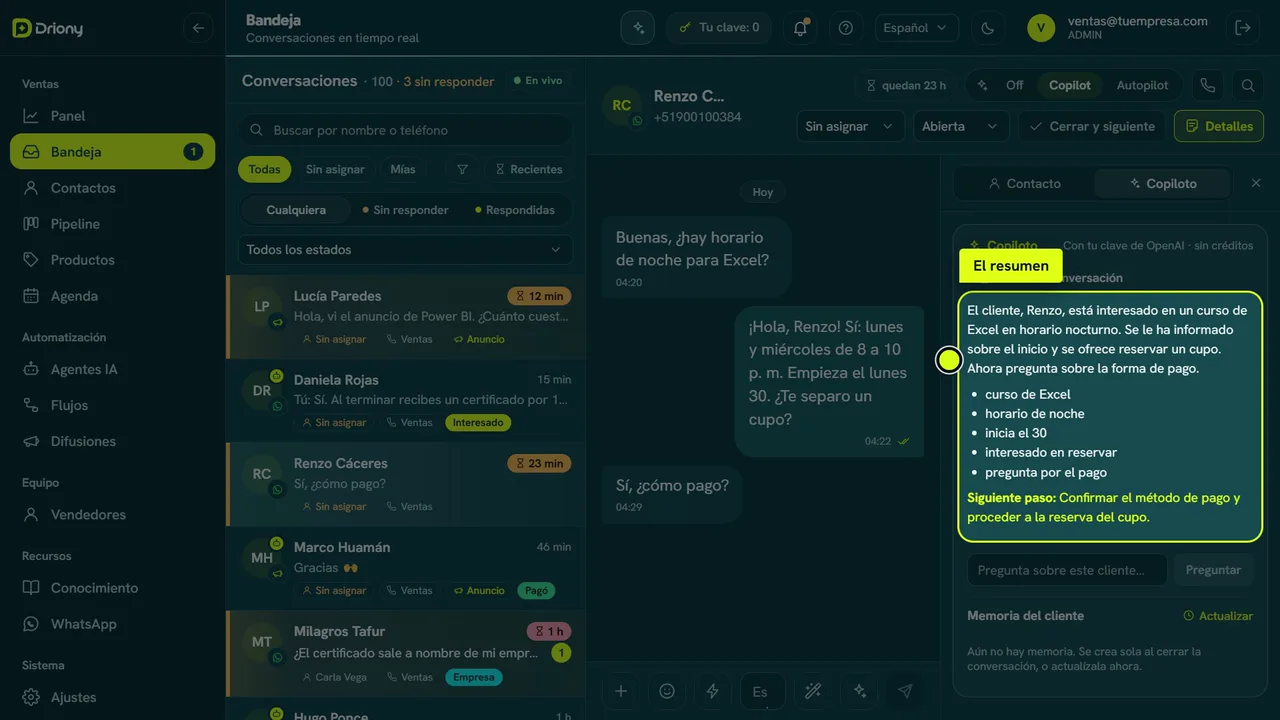 Driony
Ventas
Panel
Bandeja
1
Contactos
Pipeline
Productos
Agenda
Automatización
Agentes IA
Flujos
Difusiones
Equipo
Vendedores
Recursos
Conocimiento
WhatsApp
Sistema
Ajustes
Bandeja
Conversaciones en tiempo real
Tu clave: 0
Español
V
ventas@tuempresa.com
ADMIN
Conversaciones · 100 · 3 sin responder
En vivo
Buscar por nombre o teléfono
Todas
Sin asignar
Mías
Recientes
Cualquiera
Sin responder
Respondidas
Todos los estados
LP
Lucía Paredes
12 min
Hola, vi el anuncio de Power BI. ¿Cuánto cuest...
Sin asignar
Ventas
Anuncio
DR
Daniela Rojas
15 min
Tú: Sí. Al terminar recibes un certificado por 1...
Sin asignar
Ventas
Interesado
RC
Renzo Cáceres
23 min
Sí, ¿cómo pago?
Sin asignar
Ventas
MH
Marco Huamán
46 min
Gracias 🙌
Sin asignar
Ventas
Anuncio
Pagó
MT
Milagros Tafur
1 h
¿El certificado sale a nombre de mi empr...
1
Carla Vega
Ventas
Empresa
Hugo Ponce
1 h
RC
Renzo C...
+51900100384
quedan 23 h
Off
Copilot
Autopilot
Sin asignar
Abierta
Cerrar y siguiente
Detalles
Hoy
Buenas, ¿hay horario
de noche para Excel?
04:20
¡Hola, Renzo! Sí: lunes
y miércoles de 8 a 10
p. m. Empieza el lunes
30. ¿Te separo un
cupo?
04:22
Sí, ¿cómo pago?
04:29
Es
Contacto
Copiloto
Copiloto
Con tu clave de OpenAI · sin créditos
El resumen
El cliente, Renzo, está interesado en un curso de
Excel en horario nocturno. Se le ha informado
sobre el inicio y se ofrece reservar un cupo.
Ahora pregunta sobre la forma de pago.
• curso de Excel
• horario de noche
• inicia el 30
• interesado en reservar
• pregunta por el pago
Siguiente paso: Confirmar el método de pago y
proceder a la reserva del cupo.
Pregunta sobre este cliente...
Preguntar
Memoria del cliente
Actualizar
Aún no hay memoria. Se crea sola al cerrar la
conversación, o actualízala ahora.